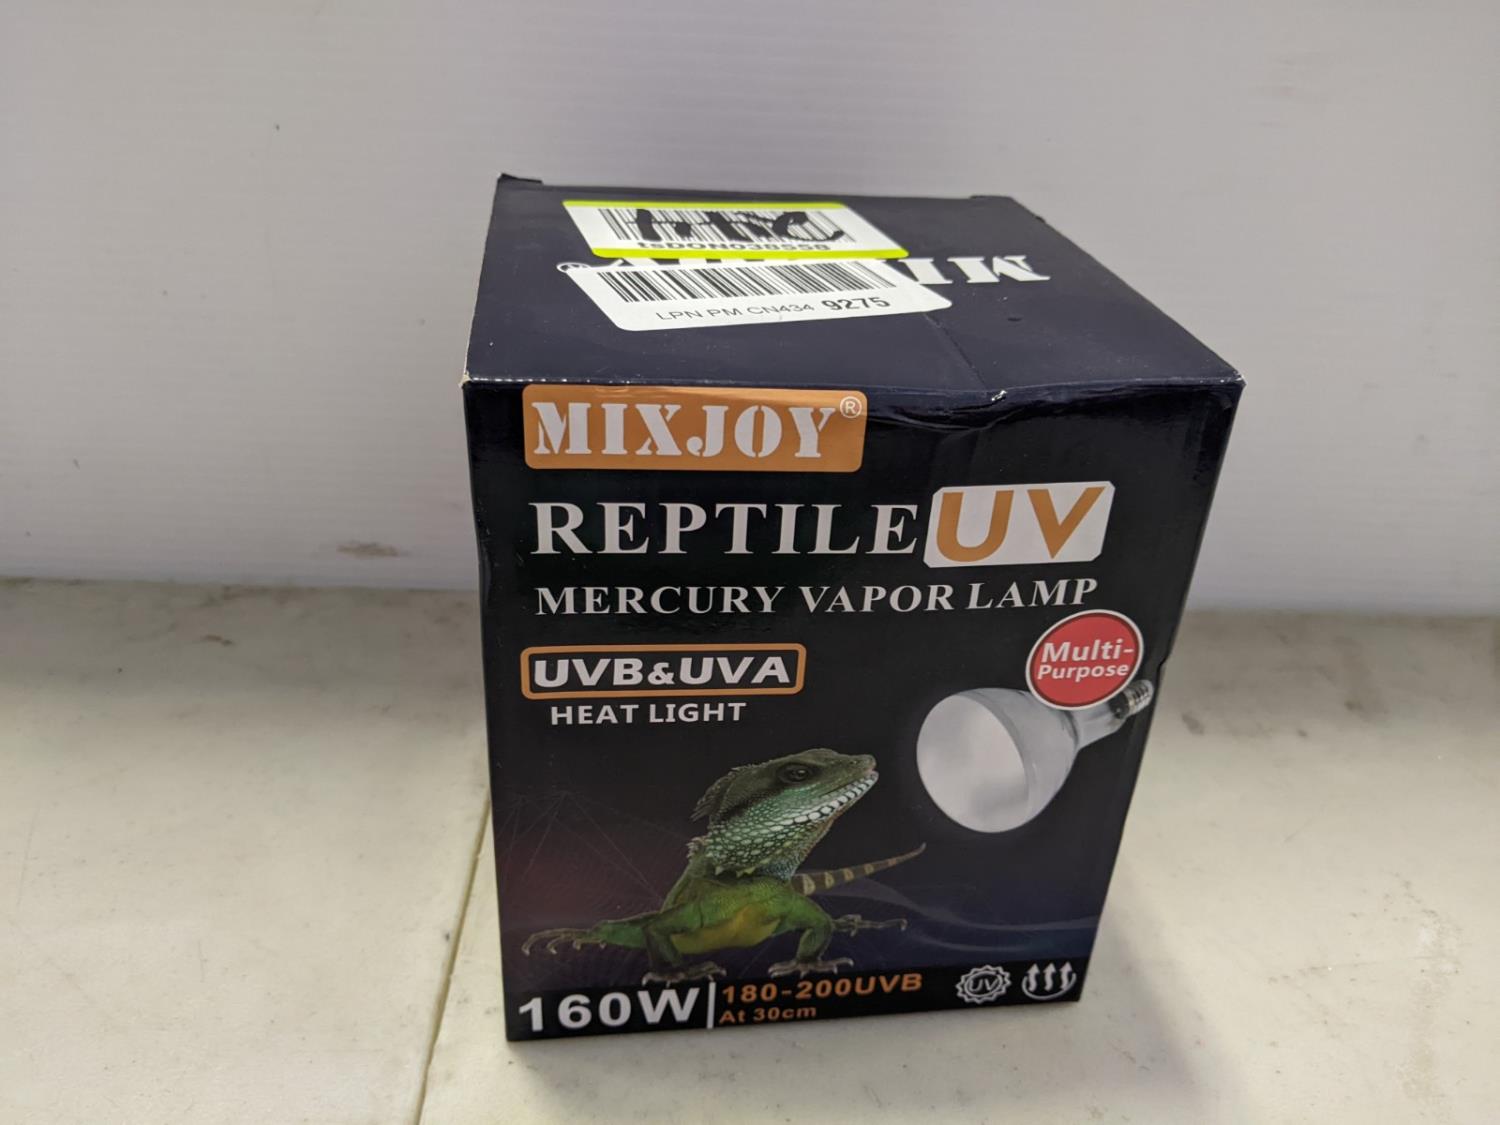 tsDON038558
MI
LPN PM CN434 9275
MIXJOY®
REPTILE UV
MERCURY VAPOR LAMP
Multi-
Purpose
UVB&UVA
HEAT LIGHT
160W
180-200UVB
At 30cm
UV